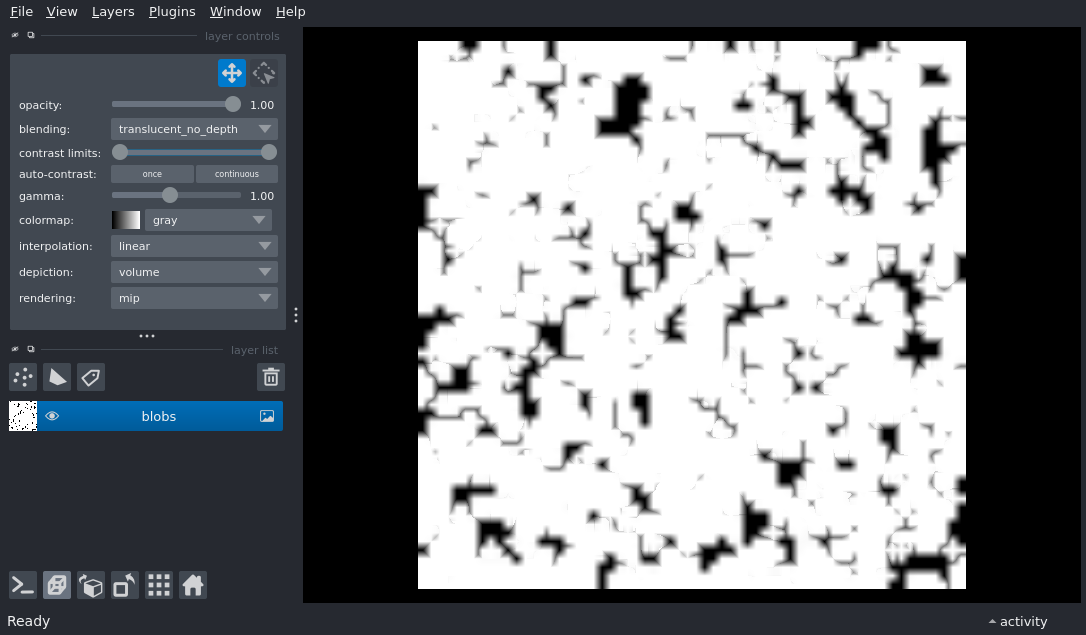 File View Layers Plugins Window Help
layer controls
opacity: 1.00
blending: translucent_no_depth
contrast limits:
auto-contrast: once continuous
gamma: 1.00
colormap: gray
interpolation: linear
depiction: volume
rendering: mip
layer list
blobs
Ready activity